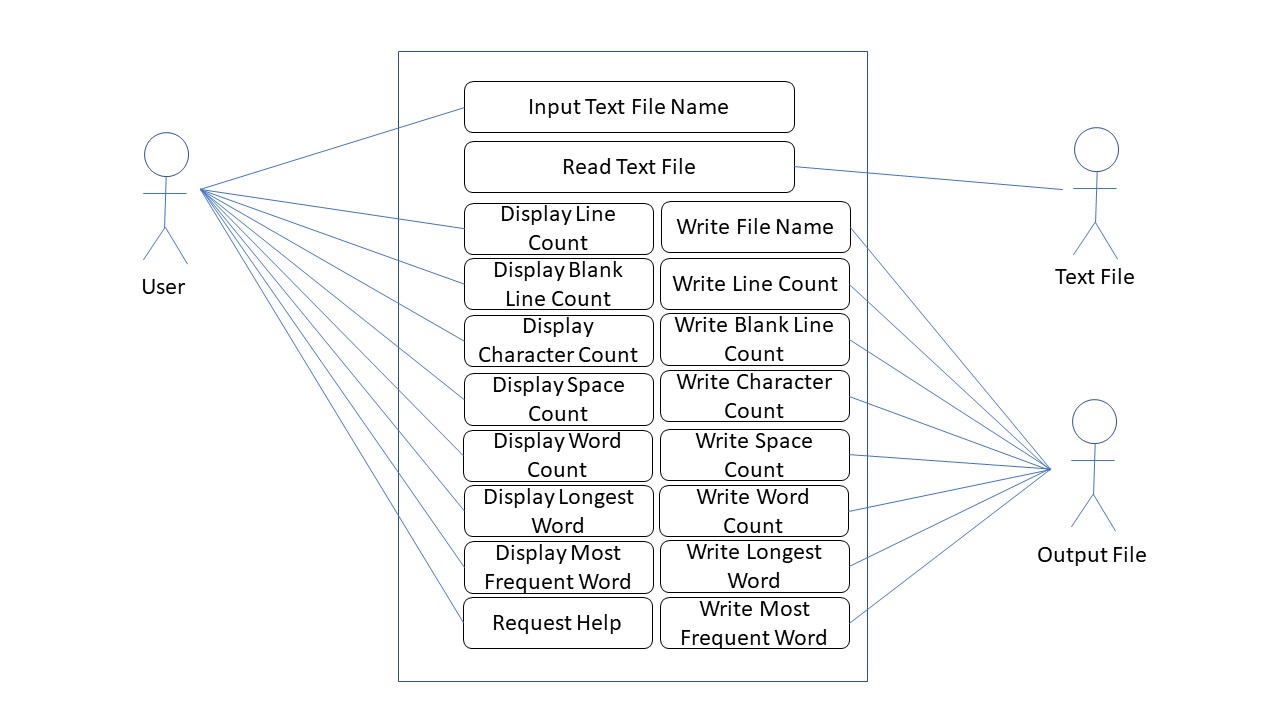 Input Text File Name
Read Text File
Display Line
Count
Write File Name
Display Blank
Line Count
Write Line Count
Display
Character Count
Write Blank Line
Count
Display Space
Count
Write Character
Count
Display Word
Count
Write Space
Count
Display Longest
Word
Write Word
Count
Display Most
Frequent Word
Write Longest
Word
Request Help
Write Most
Frequent Word
User
Text File
Output File